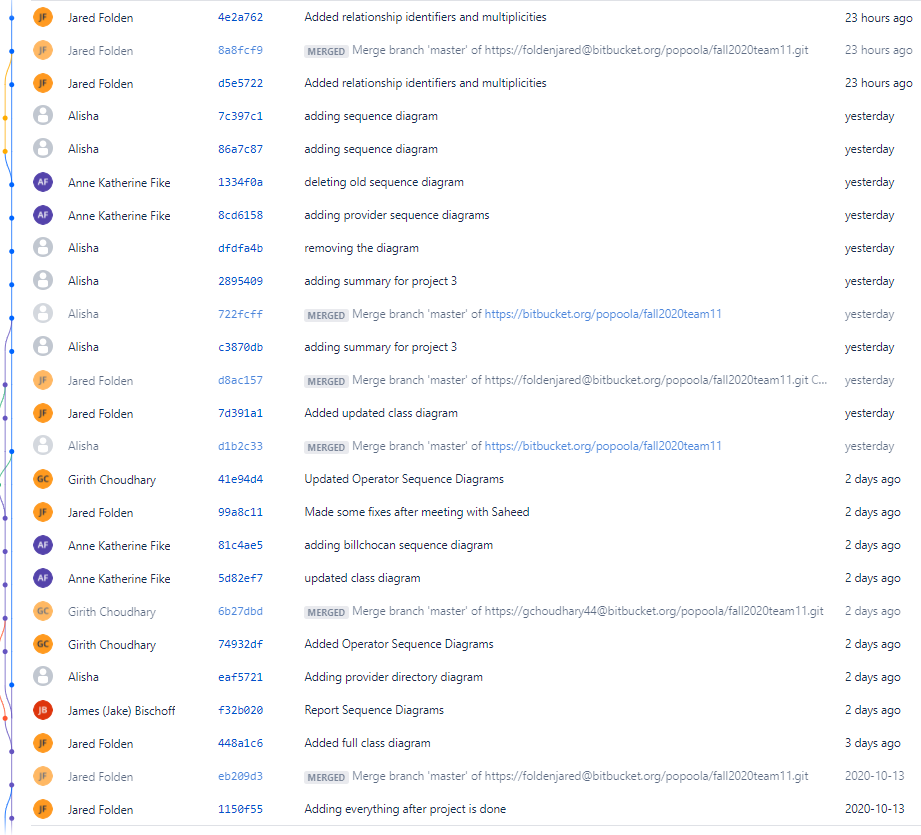 JF Jared Folden 4e2a762 Added relationship identifiers and multiplicities 23 hours ago
JF Jared Folden 8a8fcf9 MERGED Merge branch 'master' of https://foldenjared@bitbucket.org/popoola/fall2020team11.git 23 hours ago
JF Jared Folden d5e5722 Added relationship identifiers and multiplicities 23 hours ago
Alisha 7c397c1 adding sequence diagram yesterday
Alisha 86a7c87 adding sequence diagram yesterday
AF Anne Katherine Fike 1334f0a deleting old sequence diagram yesterday
AF Anne Katherine Fike 8cd6158 adding provider sequence diagrams yesterday
Alisha dfdfa4b removing the diagram yesterday
Alisha 2895409 adding summary for project 3 yesterday
Alisha 722fcff MERGED Merge branch 'master' of https://bitbucket.org/popoola/fall2020team11 yesterday
Alisha c3870db adding summary for project 3 yesterday
JF Jared Folden d8ac157 MERGED Merge branch 'master' of https://foldenjared@bitbucket.org/popoola/fall2020team11.git C... yesterday
JF Jared Folden 7d391a1 Added updated class diagram yesterday
Alisha d1b2c33 MERGED Merge branch 'master' of https://bitbucket.org/popoola/fall2020team11 yesterday
GC Girith Choudhary 41e94d4 Updated Operator Sequence Diagrams 2 days ago
JF Jared Folden 99a8c11 Made some fixes after meeting with Saheed 2 days ago
AF Anne Katherine Fike 81c4ae5 adding billchocan sequence diagram 2 days ago
AF Anne Katherine Fike 5d82ef7 updated class diagram 2 days ago
GC Girith Choudhary 6b27dbd MERGED Merge branch 'master' of https://gchoudhary44@bitbucket.org/popoola/fall2020team11.git 2 days ago
GC Girith Choudhary 74932df Added Operator Sequence Diagrams 2 days ago
Alisha eaf5721 Adding provider directory diagram 2 days ago
JB James (Jake) Bischoff f32b020 Report Sequence Diagrams 2 days ago
JF Jared Folden 448a1c6 Added full class diagram 3 days ago
JF Jared Folden eb209d3 MERGED Merge branch 'master' of https://foldenjared@bitbucket.org/popoola/fall2020team11.git 2020-10-13
JF Jared Folden 1150f55 Adding everything after project is done 2020-10-13